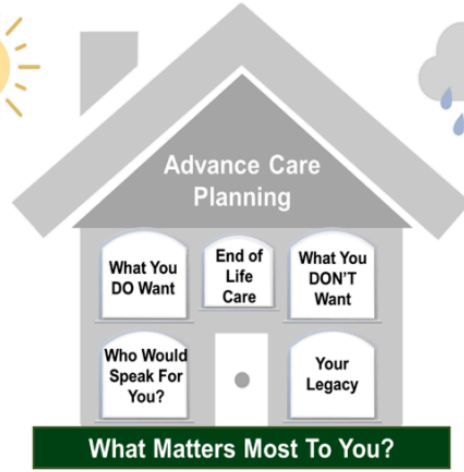 Advance Care
Planning
What You
DO Want
End of
Life
Care
What You
DON'T
Want
Who Would
Speak For
You?
Your
Legacy
What Matters Most To You?